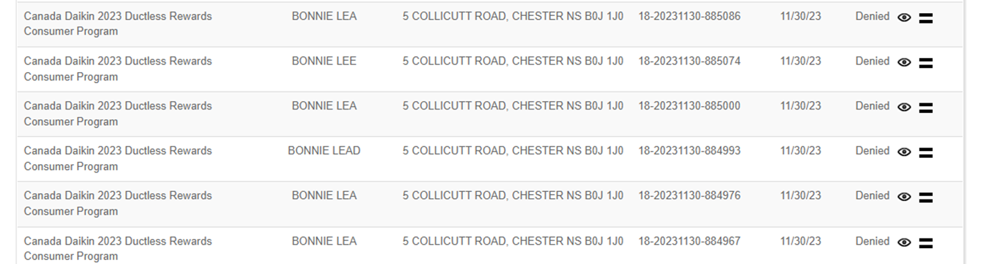 Canada Daikin 2023 Ductless Rewards BONNIE LEA 5 COLLICUTT ROAD, CHESTER NS B0J 1J0 18-20231130-885086 11/30/23 Denied
Consumer Program
Canada Daikin 2023 Ductless Rewards BONNIE LEE 5 COLLICUTT ROAD, CHESTER NS B0J 1J0 18-20231130-885074 11/30/23 Denied
Consumer Program
Canada Daikin 2023 Ductless Rewards BONNIE LEA 5 COLLICUTT ROAD, CHESTER NS B0J 1J0 18-20231130-885000 11/30/23 Denied
Consumer Program
Canada Daikin 2023 Ductless Rewards BONNIE LEAD 5 COLLICUTT ROAD, CHESTER NS B0J 1J0 18-20231130-884993 11/30/23 Denied
Consumer Program
Canada Daikin 2023 Ductless Rewards BONNIE LEA 5 COLLICUTT ROAD, CHESTER NS B0J 1J0 18-20231130-884976 11/30/23 Denied
Consumer Program
Canada Daikin 2023 Ductless Rewards BONNIE LEA 5 COLLICUTT ROAD, CHESTER NS B0J 1J0 18-20231130-884967 11/30/23 Denied
Consumer Program